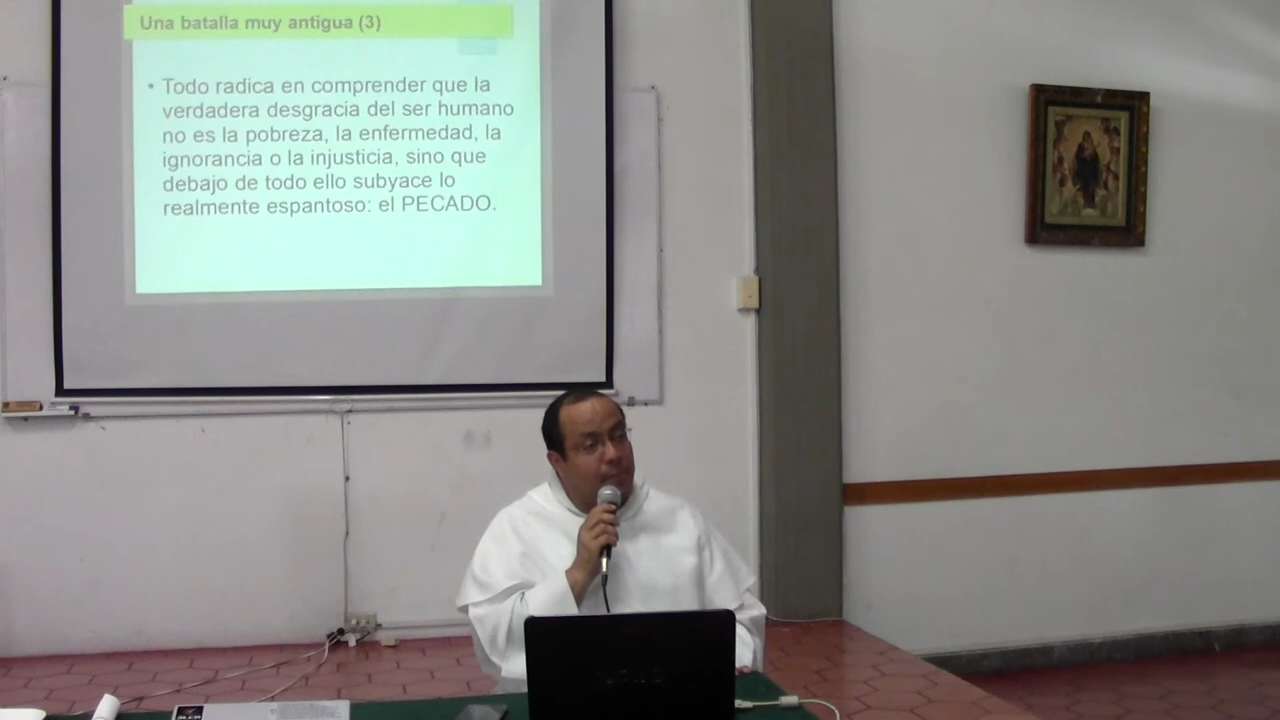 Una batalla muy antigua (3)
• Todo radica en comprender que la
verdadera desgracia del ser humano
no es la pobreza, la enfermedad, la
ignorancia o la injusticia, sino que
debajo de todo ello subyace lo
realmente espantoso: el PECADO.